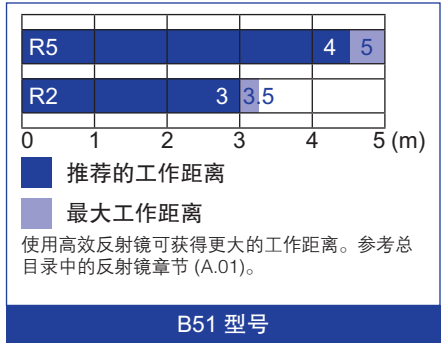 R5 4 5
R2 3 3.5
0 1 2 3 4 5 (m)
推荐的工作距离
最大工作距离
使用高效反射镜可获得更大的工作距离。参考总
目录中的反射镜章节 (A.01)。
B51 型号